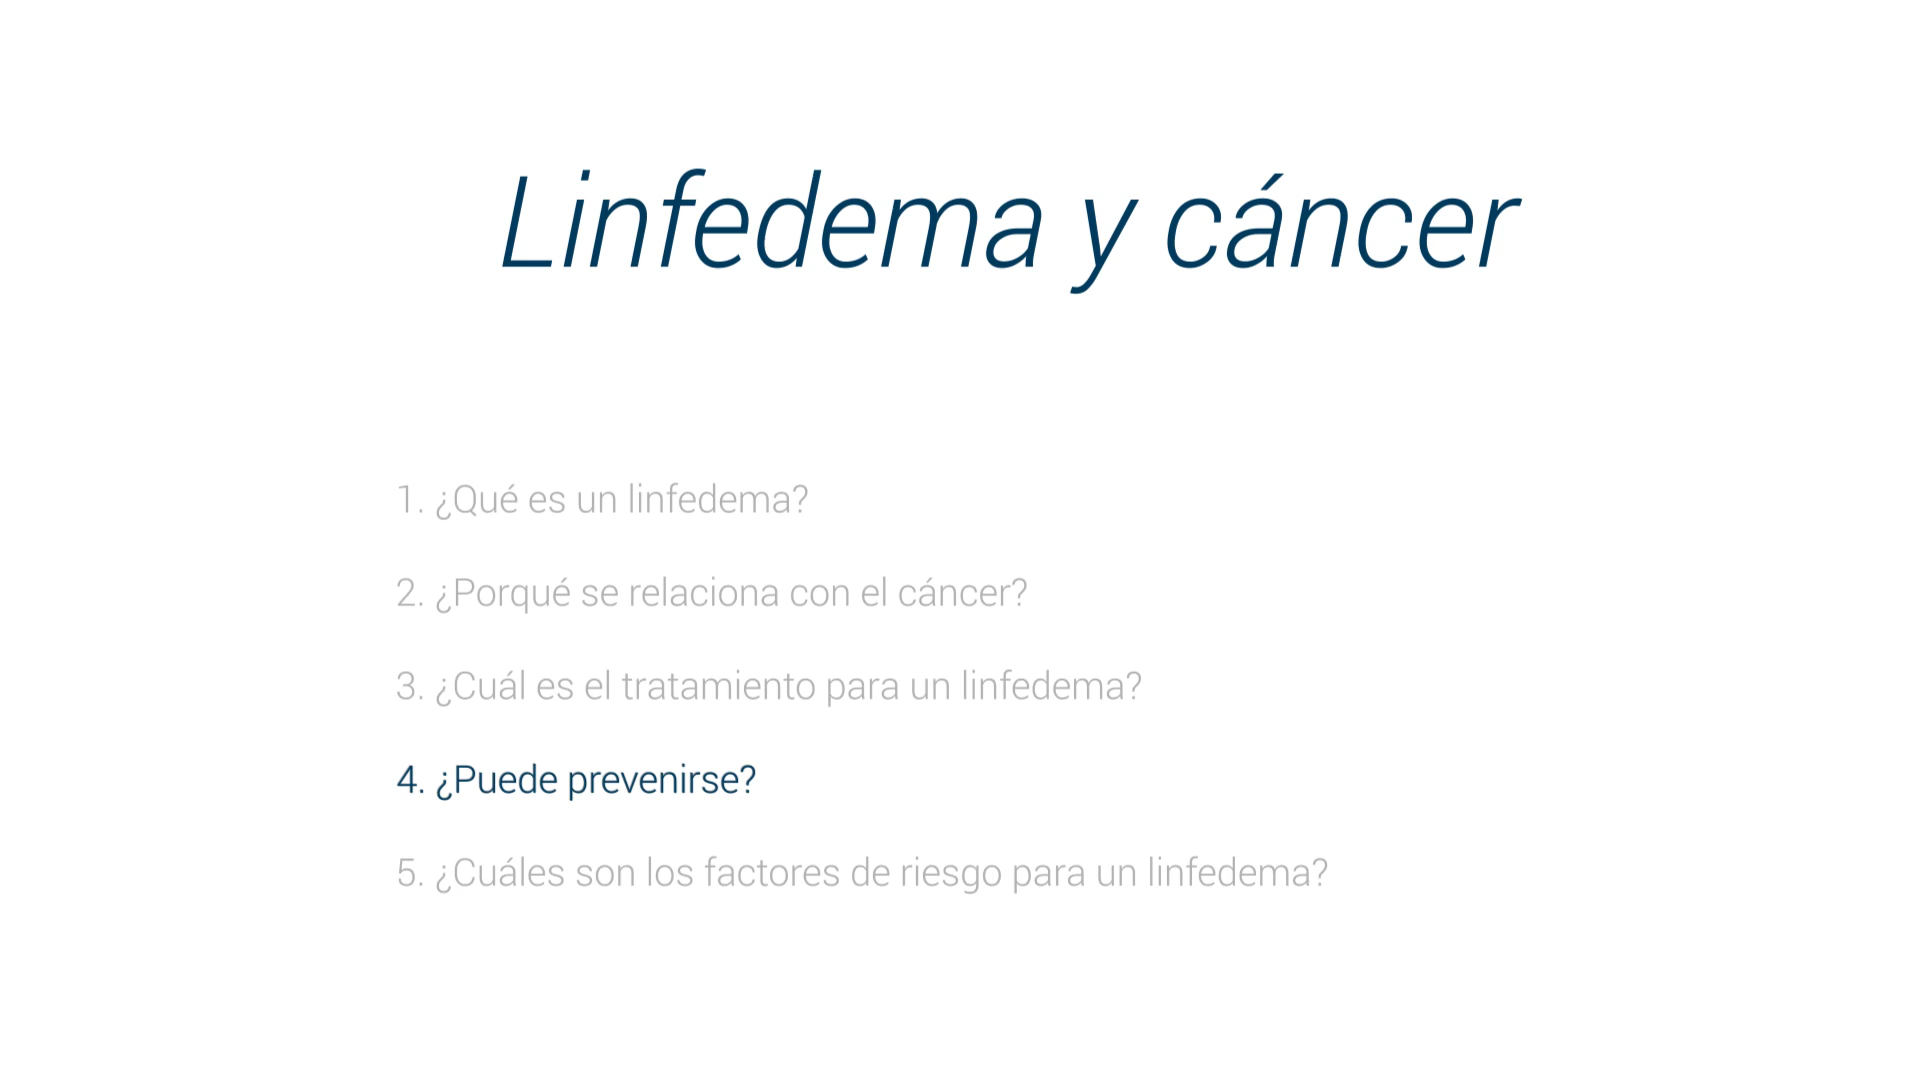 Linfedema y cáncer
1. ¿Qué es un linfedema?
2. ¿Porqué se relaciona con el cáncer?
3. ¿Cuál es el tratamiento para un linfedema?
4. ¿Puede prevenirse?
5. ¿Cuáles son los factores de riesgo para un linfedema?